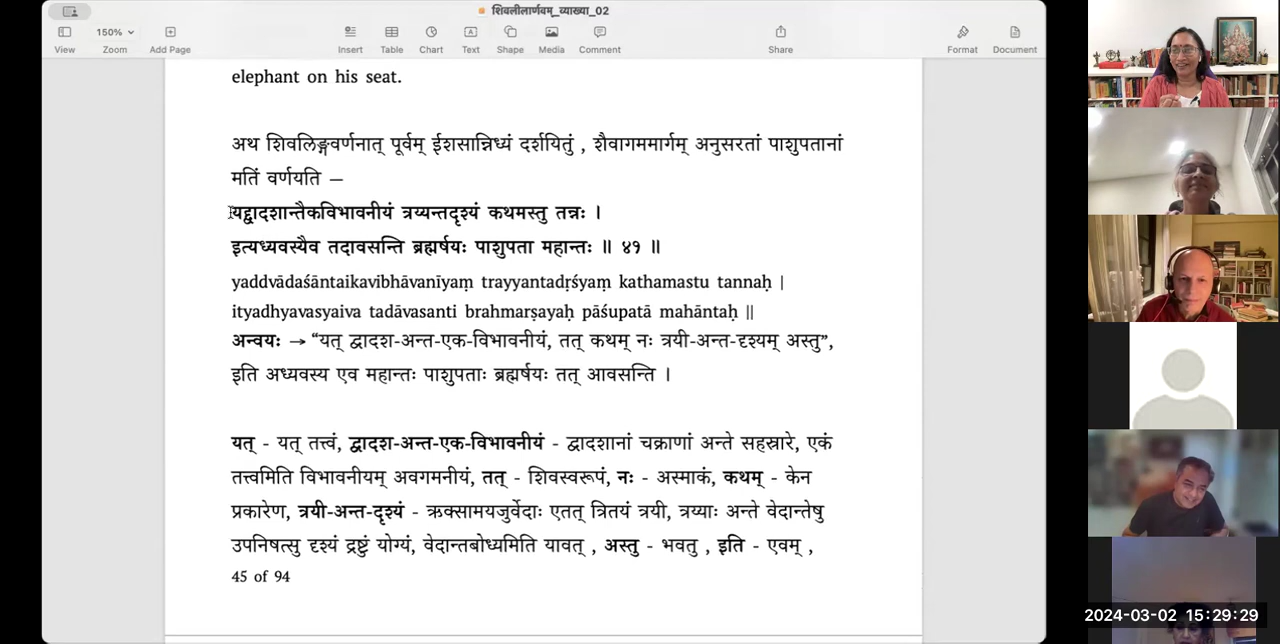 शिवलीलार्णवम्_व्याख्या_02
150%
View Zoom Add Page Insert Table Chart Text Shape Media Comment Share Format Document
elephant on his seat.
अथ शिवलिङ्गवर्णनात् पूर्वम् ईशसान्निध्यं दर्शयितुं , शैवागममार्गम् अनुसरतां पाशुपतानां
मतिं वर्णयति —
यद्द्वादशान्तैकविभावनीयं त्रय्यन्तदृश्यं कथमस्तु तन्नः ।
इत्यध्यवस्यैव तदावसन्ति ब्रह्मर्षयः पाशुपता महान्तः ॥ ४१ ॥
yaddvādaśāntaikavibhāvanīyaṃ trayyantadṛśyaṃ kathamastu tannaḥ |
ityadhyavasyaiva tadāvasanti brahmarṣayaḥ pāśupatā mahāntaḥ ||
अन्वयः → “यत् द्वादश-अन्त-एक-विभावनीयं, तत् कथम् नः त्रयी-अन्त-दृश्यम् अस्तु”,
इति अध्यवस्य एव महान्तः पाशुपताः ब्रह्मर्षयः तत् आवसन्ति ।
यत् - यत् तत्त्वं, द्वादश-अन्त-एक-विभावनीयं - द्वादशानां चक्राणां अन्ते सहस्रारे, एकं
तत्त्वमिति विभावनीयम् अवगमनीयं, तत् - शिवस्वरूपं, नः - अस्माकं, कथम् - केन
प्रकारेण, त्रयी-अन्त-दृश्यं - ऋक्सामयजुर्वेदाः एतत् त्रितयं त्रयी, त्रय्याः अन्ते वेदान्तेषु
उपनिषत्सु दृश्यं द्रष्टुं योग्यं, वेदान्तबोध्यमिति यावत् , अस्तु - भवतु , इति - एवम् ,
45 of 94
2024-03-02 15:29:29